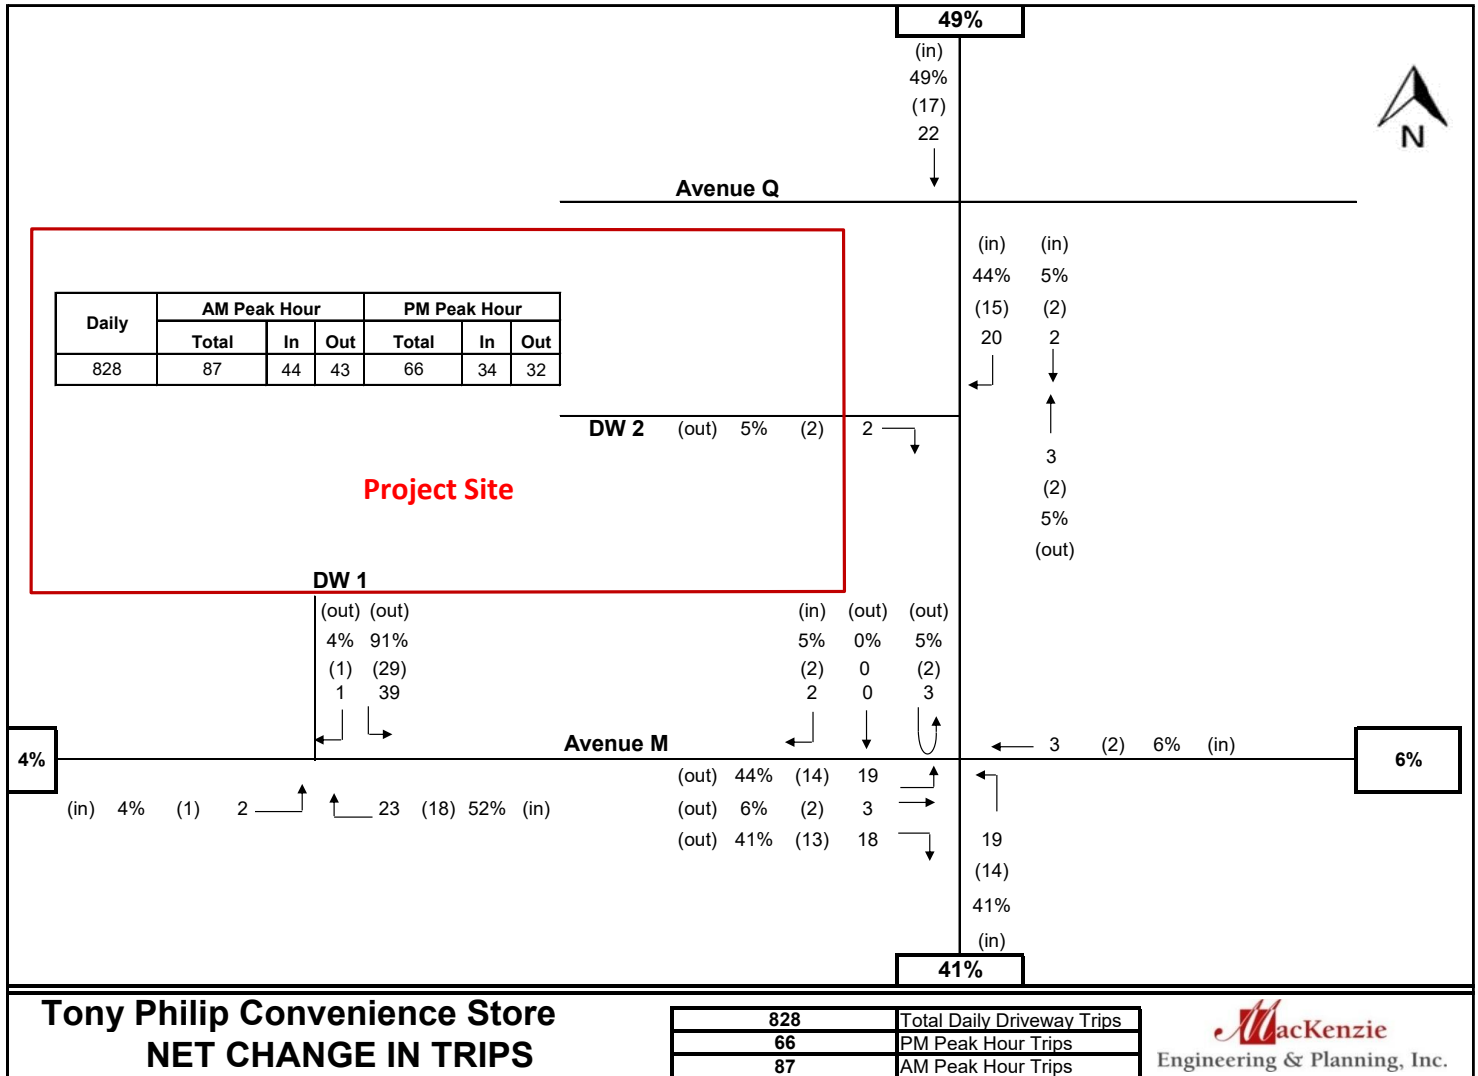 49%
(in)
49%
(17)
22
N
Avenue Q
(in) (in)
44% 5%
(15) (2)
20 2
Daily AM Peak Hour PM Peak Hour
Total In Out Total In Out
828 87 44 43 66 34 32
DW 2 (out) 5% (2) 2
3
(2)
5%
(out)
Project Site
DW 1
(out) (out) (in) (out) (out)
4% 91% 5% 0% 5%
(1) (29) (2) 0 (2)
1 39 2 0 3
4% Avenue M 3 (2) 6% (in) 6%
(out) 44% (14) 19
(in) 4% (1) 2 23 (18) 52% (in) (out) 6% (2) 3
(out) 41% (13) 18 19
(14)
41%
(in)
41%
Tony Philip Convenience Store
NET CHANGE IN TRIPS
828 Total Daily Driveway Trips
66 PM Peak Hour Trips
87 AM Peak Hour Trips
MacKenzie
Engineering & Planning, Inc.